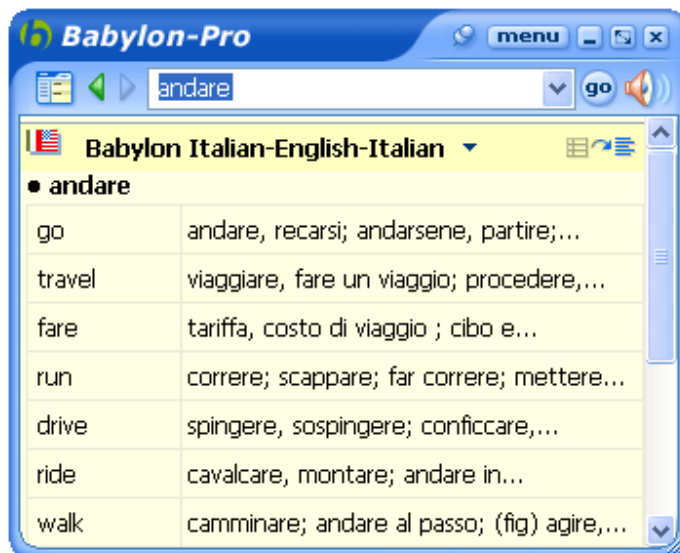 Babylon-Pro menu
andare go
Babylon Italian-English-Italian
• andare
go andare, recarsi; andarsene, partire;...
travel viaggiare, fare un viaggio; procedere,...
fare tariffa, costo di viaggio ; cibo e...
run correre; scappare; far correre; mettere...
drive spingere, sospingere; conficcare,...
ride cavalcare, montare; andare in...
walk camminare; andare al passo; (fig) agire,...